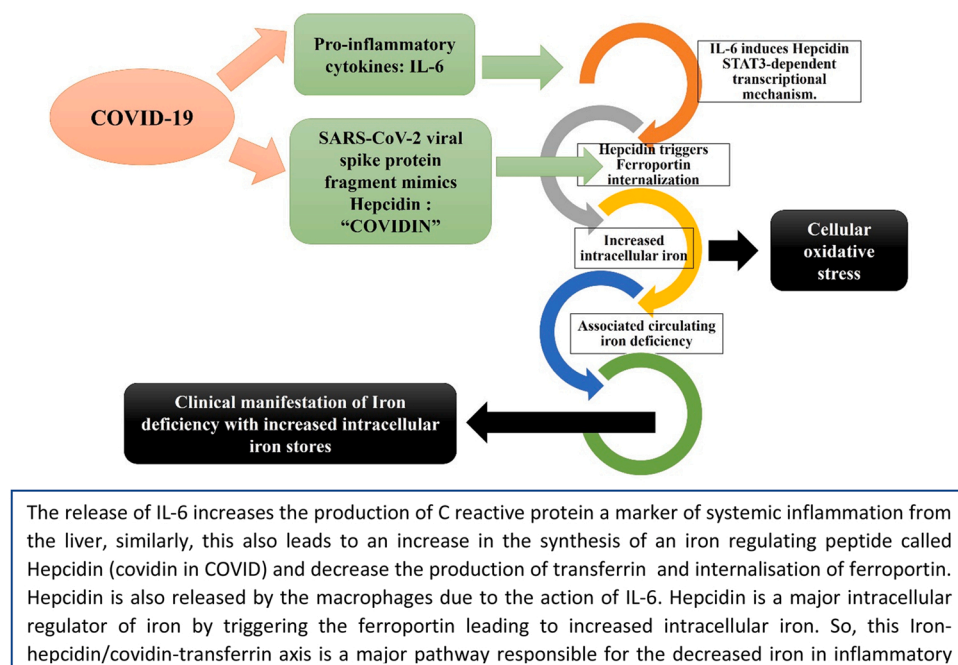 COVID-19
Pro-inflammatory
cytokines: IL-6
SARS-CoV-2 viral
spike protein
fragment mimics
Hepcidin :
“COVIDIN”
IL-6 induces Hepcidin
STAT3-dependent
transcriptional
mechanism.
Hepcidin triggers
Ferroportin
internalization
Increased
intracellular iron
Cellular
oxidative
stress
Associated circulating
iron deficiency
Clinical manifestation of Iron
deficiency with increased intracellular
iron stores
The release of IL-6 increases the production of C reactive protein a marker of systemic inflammation from
the liver, similarly, this also leads to an increase in the synthesis of an iron regulating peptide called
Hepcidin (covidin in COVID) and decrease the production of transferrin and internalisation of ferroportin.
Hepcidin is also released by the macrophages due to the action of IL-6. Hepcidin is a major intracellular
regulator of iron by triggering the ferroportin leading to increased intracellular iron. So, this Iron-
hepcidin/covidin-transferrin axis is a major pathway responsible for the decreased iron in inflammatory